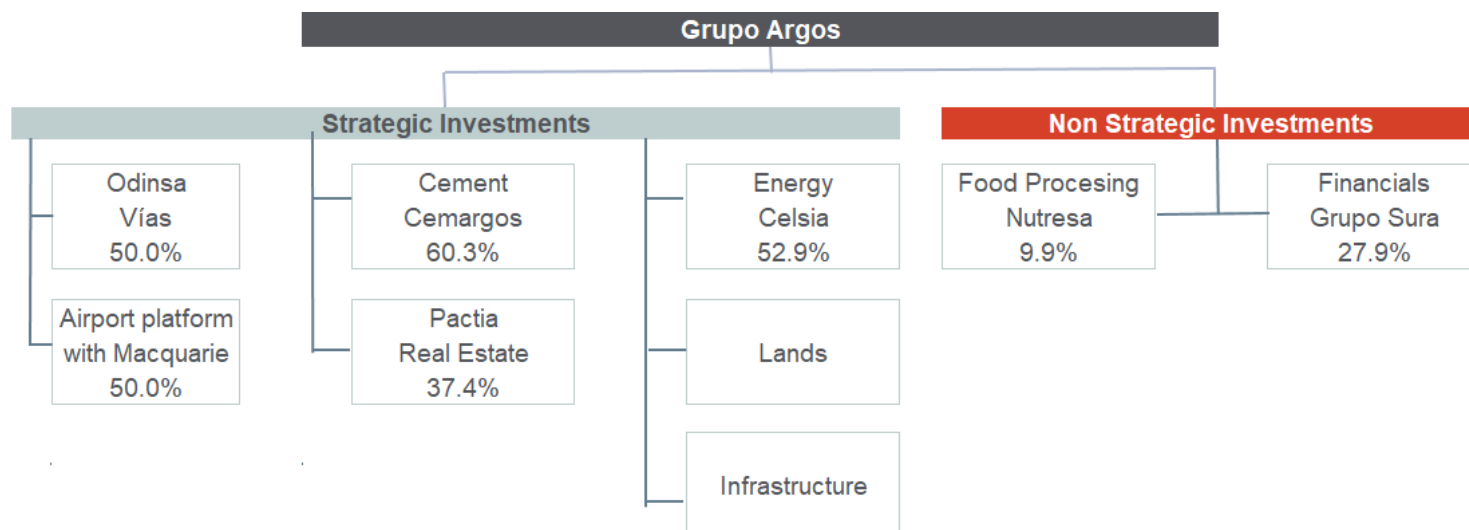 Grupo Argos
Strategic Investments
Non Strategic Investments
Odinsa
Vías
50.0%
Cement
Cemargos
60.3%
Energy
Celsia
52.9%
Food Procesing
Nutresa
9.9%
Financials
Grupo Sura
27.9%
Airport platform
with Macquarie
50.0%
Pactia
Real Estate
37.4%
Lands
Infrastructure